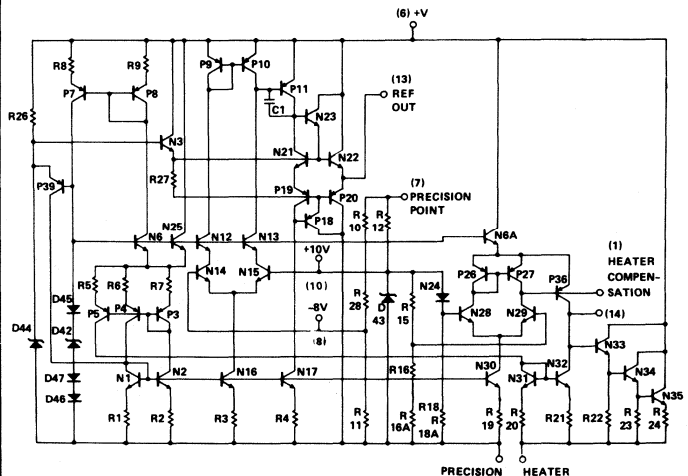 (6) +V
R8
R9
P7
P8
P9
P10
P11
C1
(13)
REF
OUT
N23
R26
N3
N21
N22
R27
P39
P19
P20
P18
(7)
PRECISION
POINT
R
10
R
12
N6
N25
N12
N13
N6A
N14
N15
+10V
(10)
-8V
(8)
R
28
D
43
R
15
N24
P26
P27
P36
(1)
HEATER
COMPEN-
SATION
(14)
N28
N29
R5
R6
R7
P5
P4
P3
D45
D42
D44
D47
D46
N1
N2
N16
N17
N30
N31
N32
N33
N34
N35
R16
R1
R2
R3
R4
R
11
R
16A
R18
R
18A
R
19
R
20
R21
R22
R
23
R
24
PRECISION
HEATER